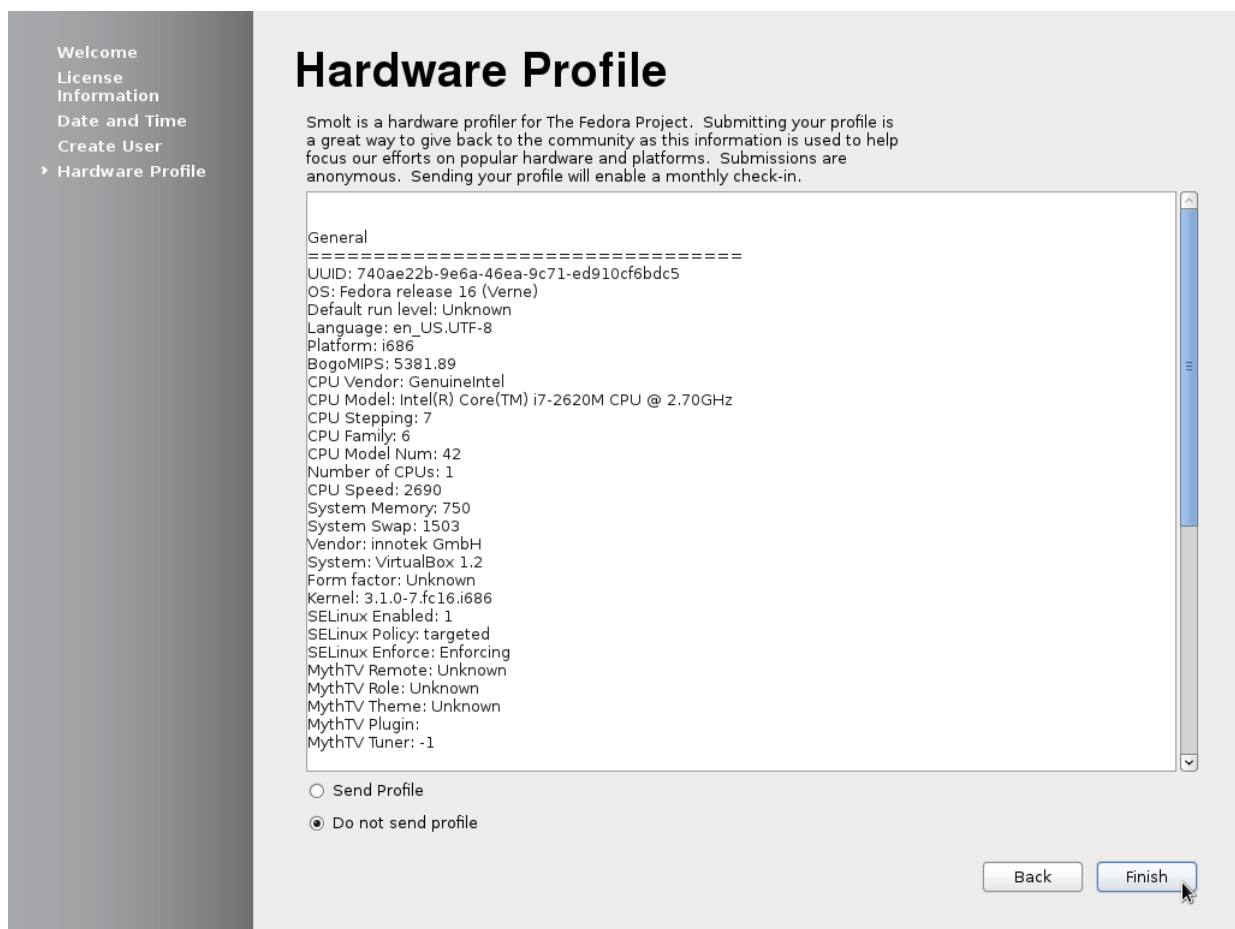 Welcome
License
Information
Date and Time
Create User
Hardware Profile
Hardware Profile
Smolt is a hardware profiler for The Fedora Project.  Submitting your profile is
a great way to give back to the community as this information is used to help
focus our efforts on popular hardware and platforms.  Submissions are
anonymous.  Sending your profile will enable a monthly check-in.
General
=================================
UUID: 740ae22b-9e6a-46ea-9c71-ed910cf6bdc5
OS: Fedora release 16 (Verne)
Default run level: Unknown
Language: en_US.UTF-8
Platform: i686
BogoMIPS: 5381.89
CPU Vendor: GenuineIntel
CPU Model: Intel(R) Core(TM) i7-2620M CPU @ 2.70GHz
CPU Stepping: 7
CPU Family: 6
CPU Model Num: 42
Number of CPUs: 1
CPU Speed: 2690
System Memory: 750
System Swap: 1503
Vendor: innotek GmbH
System: VirtualBox 1.2
Form factor: Unknown
Kernel: 3.1.0-7.fc16.i686
SELinux Enabled: 1
SELinux Policy: targeted
SELinux Enforce: Enforcing
MythTV Remote: Unknown
MythTV Role: Unknown
MythTV Theme: Unknown
MythTV Plugin:
MythTV Tuner: -1
Send Profile
Do not send profile
Back
Finish